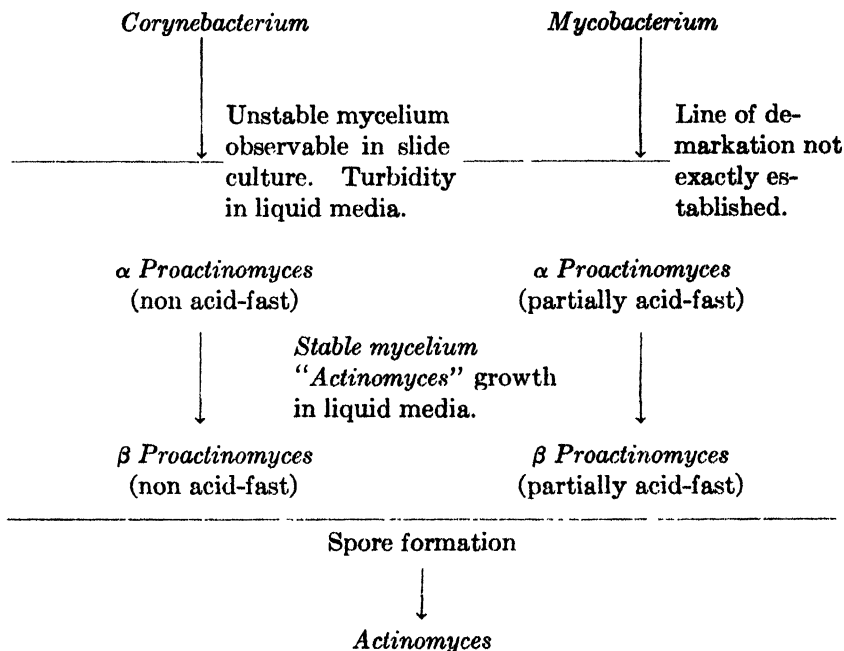 Corynebacterium
Mycobacterium
Unstable mycelium
observable in slide
culture. Turbidity
in liquid media.
Line of de-
markation not
exactly es-
tablished.
α Proactinomyces
(non acid-fast)
α Proactinomyces
(partially acid-fast)
Stable mycelium
“Actinomyces” growth
in liquid media.
β Proactinomyces
(non acid-fast)
β Proactinomyces
(partially acid-fast)
Spore formation
Actinomyces